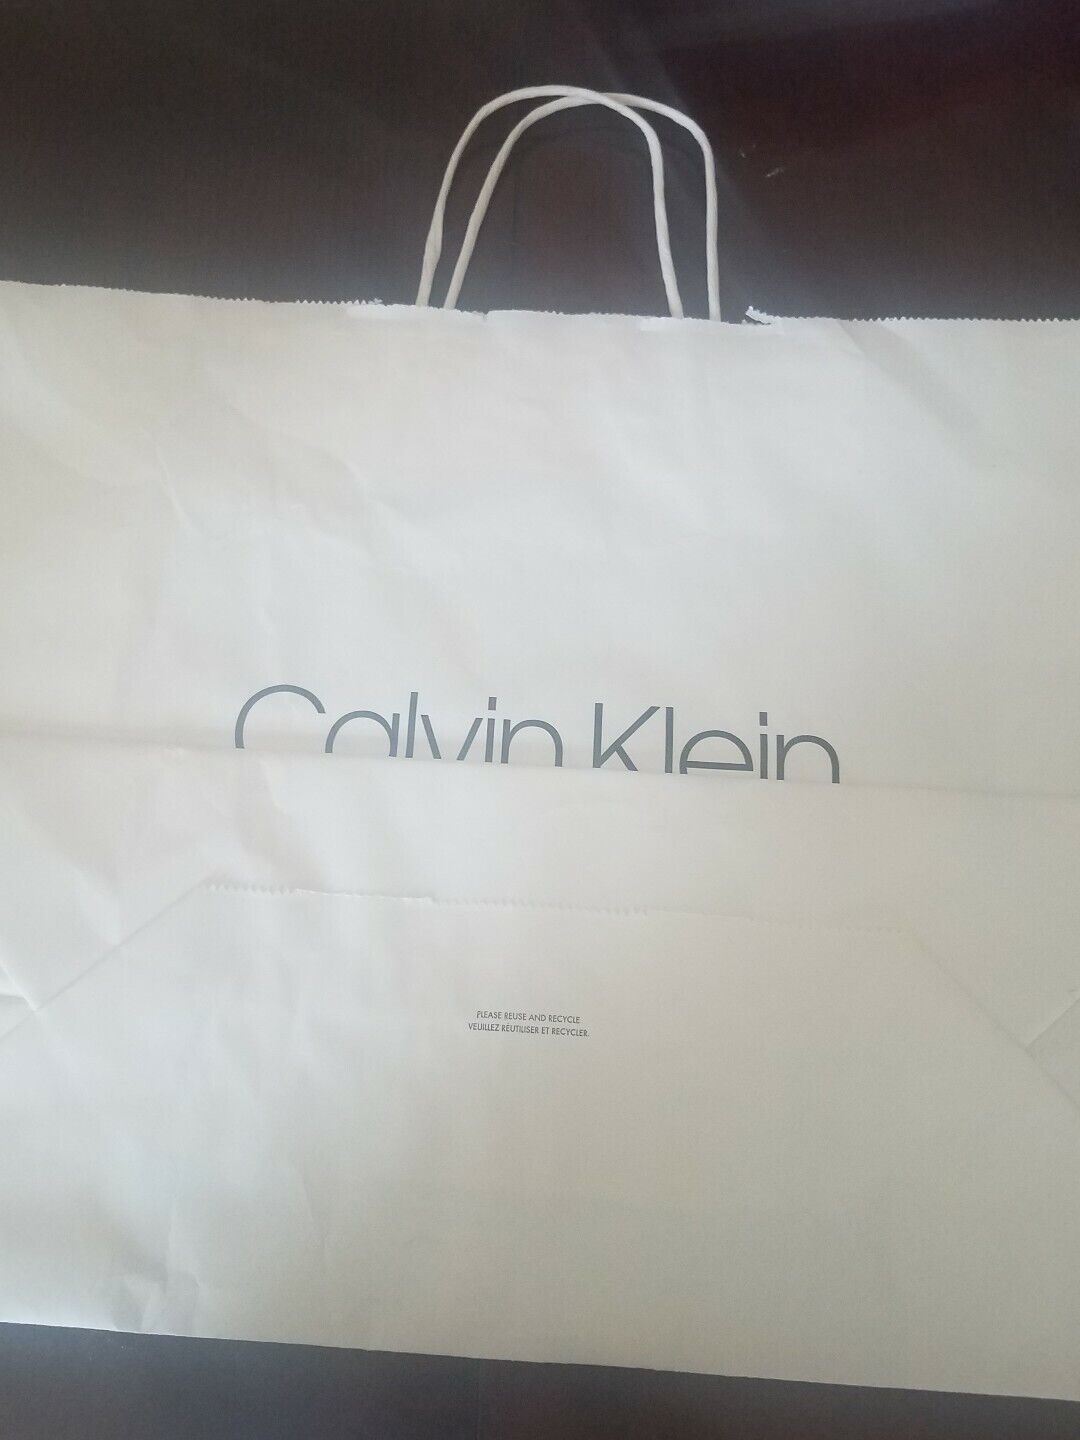 Calvin Klein
PLEASE REUSE AND RECYCLE
VEUILLEZ RÉUTILISER ET RECYCLER.